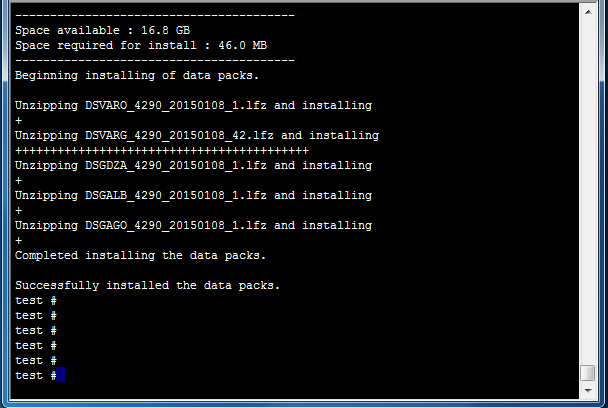 ----------------------------------------
Space available : 16.8 GB
Space required for install : 46.0 MB
----------------------------------------
Beginning installing of data packs.
Unzipping DSVARO_4290_20150108_1.lfz and installing
+
Unzipping DSVARG_4290_20150108_42.lfz and installing
++++++++++++++++++++++++++++++++++++++++++
Unzipping DSGDZA_4290_20150108_1.lfz and installing
+
Unzipping DSGALB_4290_20150108_1.lfz and installing
+
Unzipping DSGAGO_4290_20150108_1.lfz and installing
+
Completed installing the data packs.
Successfully installed the data packs.
test #
test #
test #
test #
test #
test #